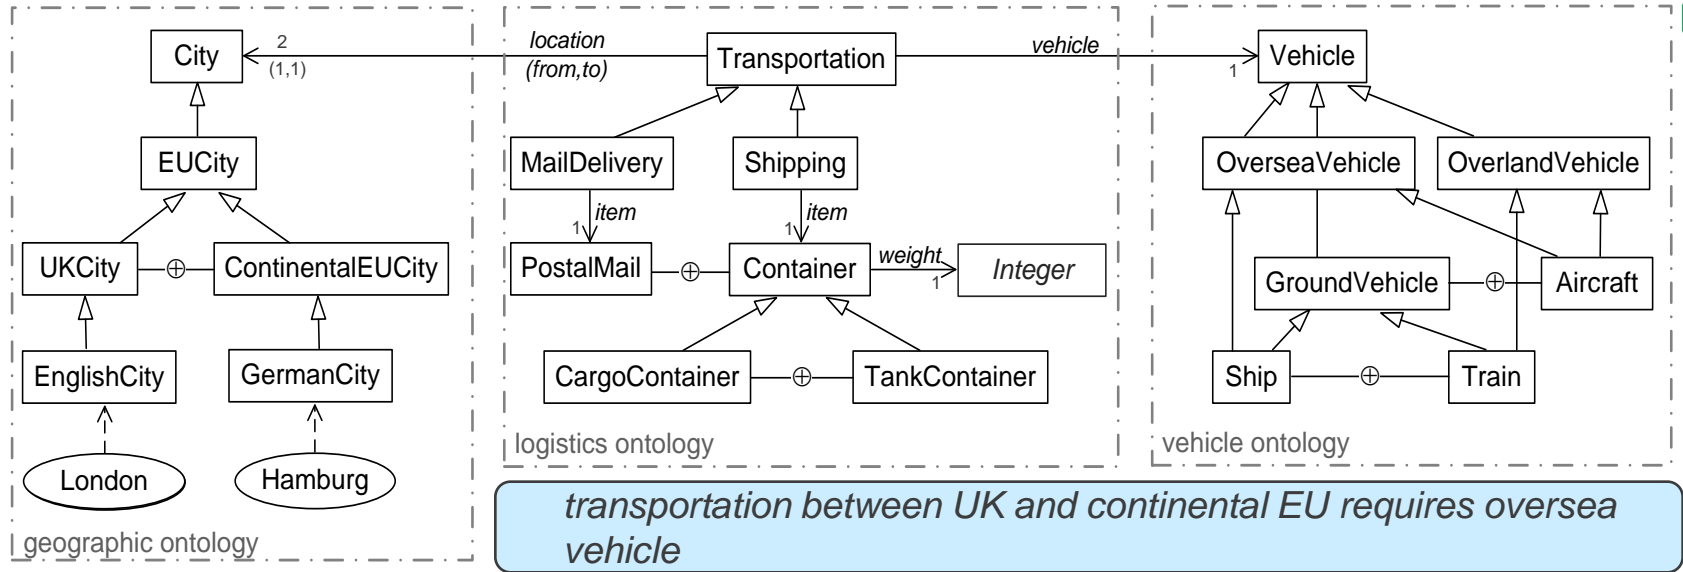 City
2
(1,1)
location
(from,to)
Transportation
vehicle
1
Vehicle
EUCity
MailDelivery
Shipping
OverseaVehicle
OverlandVehicle
item
1
item
1
UKCity
⊕
ContinentalEUCity
PostalMail
⊕
Container
weight
1
Integer
GroundVehicle
⊕
Aircraft
EnglishCity
GermanCity
CargoContainer
⊕
TankContainer
Ship
⊕
Train
London
Hamburg
logistics ontology
vehicle ontology
geographic ontology
transportation between UK and continental EU requires oversea
vehicle